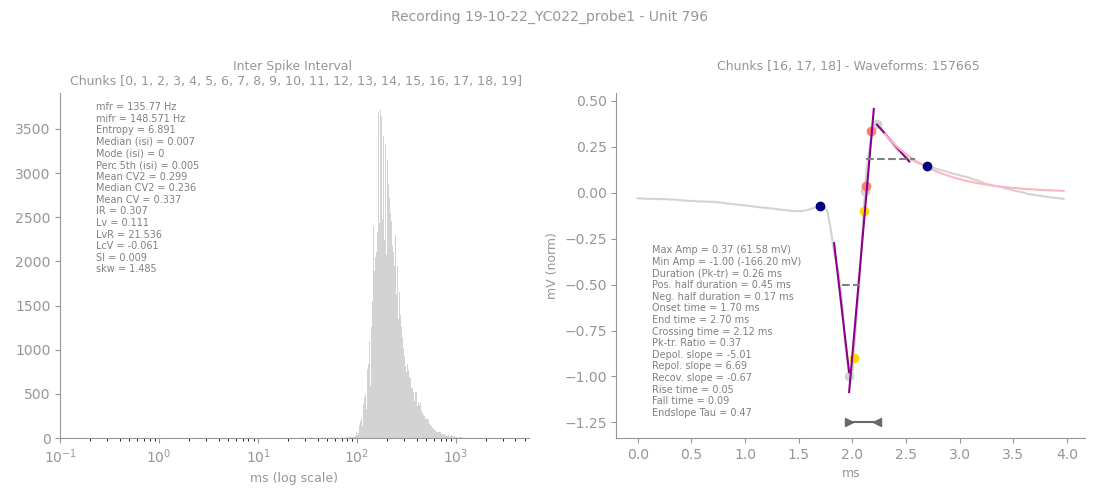 Recording 19-10-22_YC022_probe1 - Unit 796
Inter Spike Interval
Chunks [0, 1, 2, 3, 4, 5, 6, 7, 8, 9, 10, 11, 12, 13, 14, 15, 16, 17, 18, 19]
mfr = 135.77 Hz
mifr = 148.571 Hz
Entropy = 6.891
Median (isi) = 0.007
Mode (isi) = 0
Perc 5th (isi) = 0.005
Mean CV2 = 0.299
Median CV2 = 0.236
Mean CV = 0.337
IR = 0.307
Lv = 0.111
LvR = 21.536
LcV = -0.061
SI = 0.009
skw = 1.485
3500
3000
2500
2000
1500
1000
500
0
10⁻¹ 10⁰ 10¹ 10² 10³
ms (log scale)
Chunks [16, 17, 18] - Waveforms: 157665
0.50
0.25
0.00
−0.25
−0.50
−0.75
−1.00
−1.25
mV (norm)
Max Amp = 0.37 (61.58 mV)
Min Amp = -1.00 (-166.20 mV)
Duration (Pk-tr) = 0.26 ms
Pos. half duration = 0.45 ms
Neg. half duration = 0.17 ms
Onset time = 1.70 ms
End time = 2.70 ms
Crossing time = 2.12 ms
Pk-tr. Ratio = 0.37
Depol. slope = -5.01
Repol. slope = 6.69
Recov. slope = -0.67
Rise time = 0.05
Fall time = 0.09
Endslope Tau = 0.47
0.0 0.5 1.0 1.5 2.0 2.5 3.0 3.5 4.0
ms